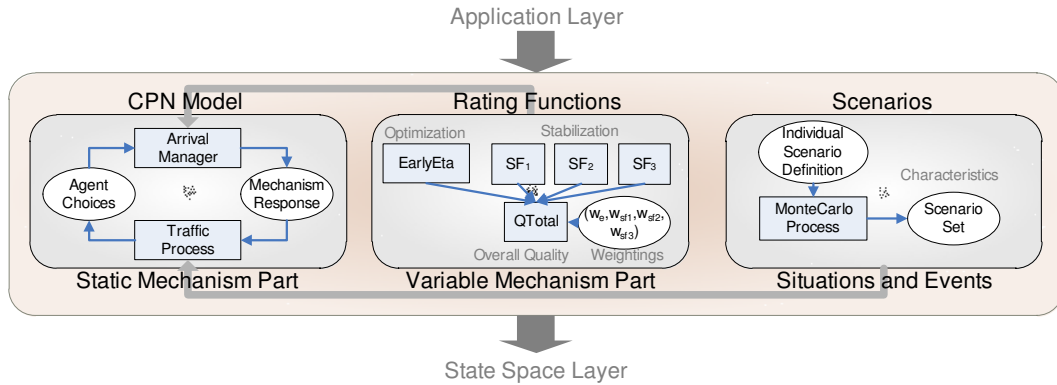 Application Layer
CPN Model
Rating Functions
Scenarios
Arrival
Manager
Agent
Choices
Mechanism
Response
Traffic
Process
Static Mechanism Part
Optimization
Stabilization
EarlyEta
SF1
SF2
SF3
QTotal
(we,wsf1,wsf2,
wsf3)
Overall Quality
Weightings
Variable Mechanism Part
Individual
Scenario
Definition
Characteristics
MonteCarlo
Process
Scenario
Set
Situations and Events
State Space Layer